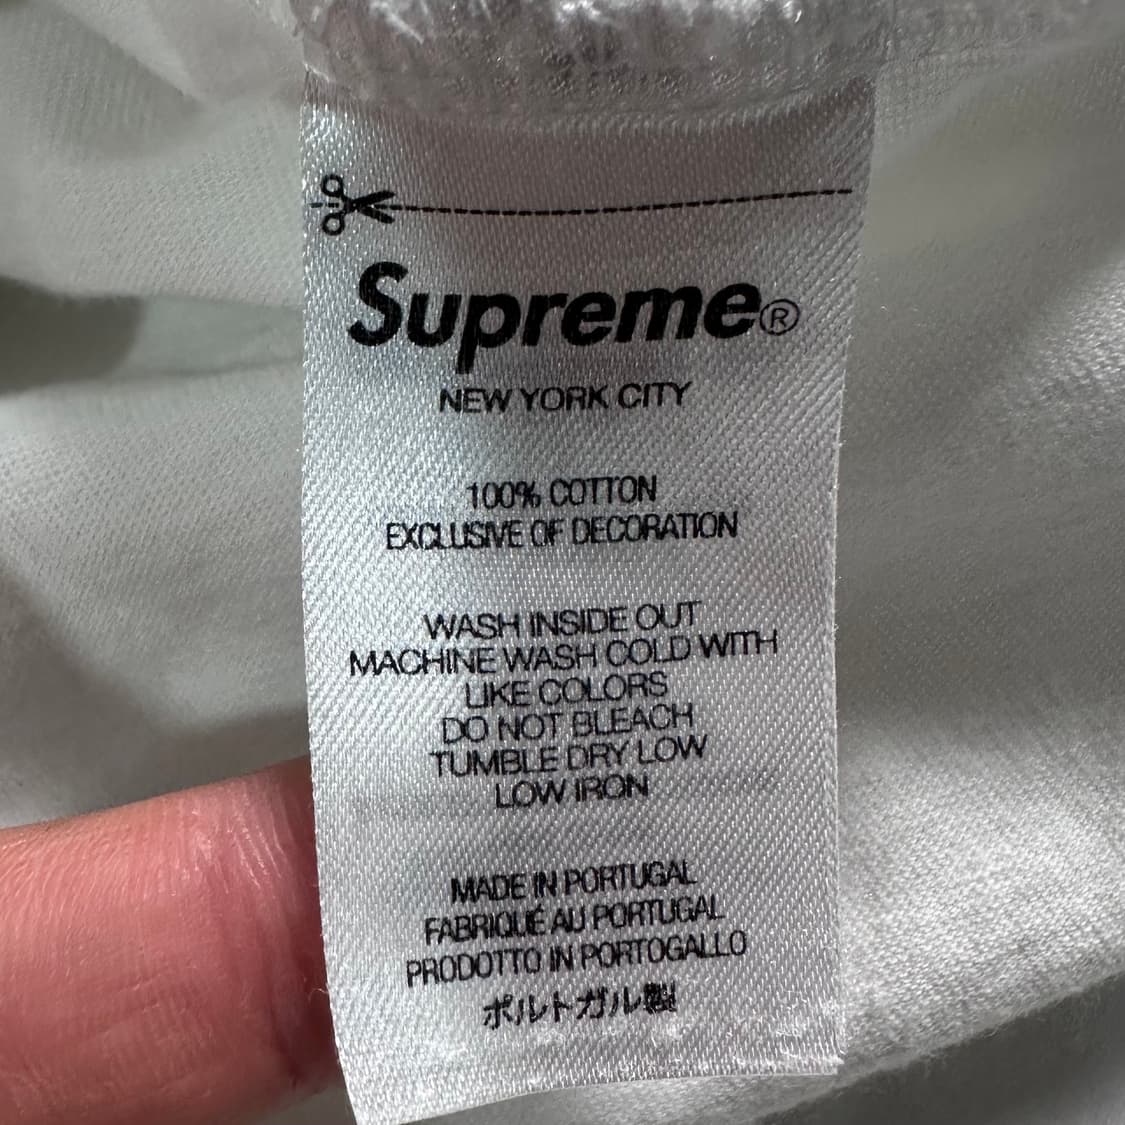 Supreme®
NEW YORK CITY
100% COTTON
EXCLUSIVE OF DECORATION
WASH INSIDE OUT
MACHINE WASH COLD WITH
LIKE COLORS
DO NOT BLEACH
TUMBLE DRY LOW
LOW IRON
MADE IN PORTUGAL
FABRIQUÉ AU PORTUGAL
PRODOTTO IN PORTOGALLO
ポルトガル製